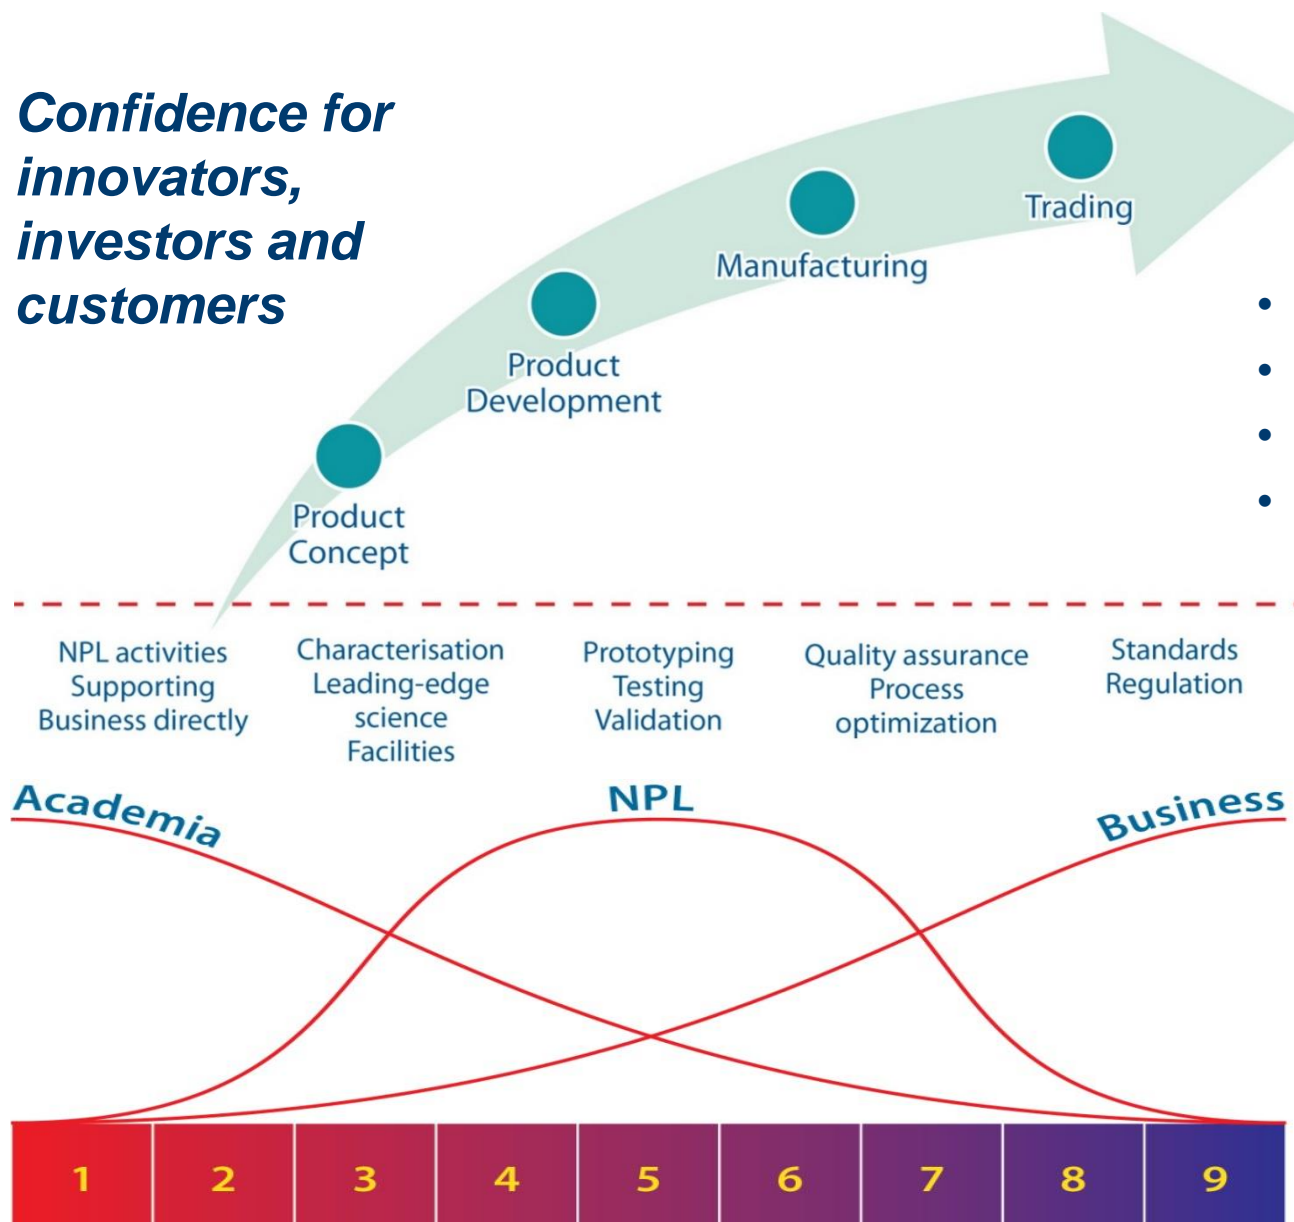 Confidence for
innovators,
investors and
customers
Trading
Manufacturing
Product
Development
Product
Concept
•
•
•
•
NPL activities
Supporting
Business directly
Characterisation
Leading-edge
science
Facilities
Prototyping
Testing
Validation
Quality assurance
Process
optimization
Standards
Regulation
Academia
NPL
Business
1 2 3 4 5 6 7 8 9